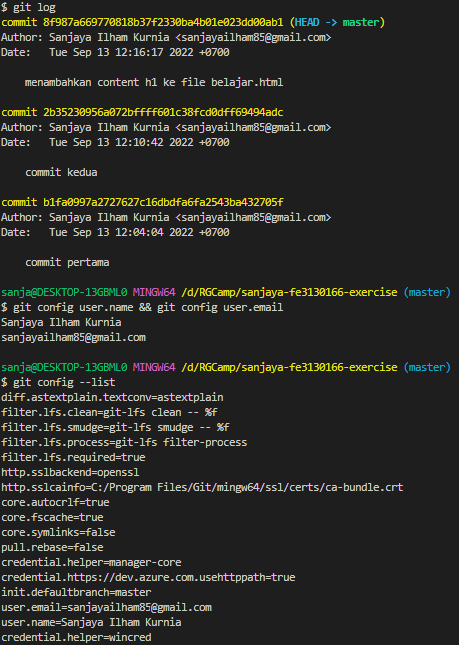 $ git log
commit 8f987a669770818b37f2330ba4b01e023dd00ab1 (HEAD -> master)
Author: Sanjaya Ilham Kurnia <sanjayailham85@gmail.com>
Date:   Tue Sep 13 12:16:17 2022 +0700

    menambahkan content h1 ke file belajar.html

commit 2b35230956a072bffff601c38fcd0dff69494adc
Author: Sanjaya Ilham Kurnia <sanjayailham85@gmail.com>
Date:   Tue Sep 13 12:10:42 2022 +0700

    commit kedua

commit b1fa0997a2727627c16dbdfa6fa2543ba432705f
Author: Sanjaya Ilham Kurnia <sanjayailham85@gmail.com>
Date:   Tue Sep 13 12:04:04 2022 +0700

    commit pertama

sanja@DESKTOP-13GBML0 MINGW64 /d/RGCamp/sanjaya-fe3130166-exercise (master)
$ git config user.name && git config user.email
Sanjaya Ilham Kurnia
sanjayailham85@gmail.com

sanja@DESKTOP-13GBML0 MINGW64 /d/RGCamp/sanjaya-fe3130166-exercise (master)
$ git config --list
diff.astextplain.textconv=astextplain
filter.lfs.clean=git-lfs clean -- %f
filter.lfs.smudge=git-lfs smudge -- %f
filter.lfs.process=git-lfs filter-process
filter.lfs.required=true
http.sslbackend=openssl
http.sslcainfo=C:/Program Files/Git/mingw64/ssl/certs/ca-bundle.crt
core.autocrlf=true
core.fscache=true
core.symlinks=false
pull.rebase=false
credential.helper=manager-core
credential.https://dev.azure.com.usehttppath=true
init.defaultbranch=master
user.email=sanjayailham85@gmail.com
user.name=Sanjaya Ilham Kurnia
credential.helper=wincred